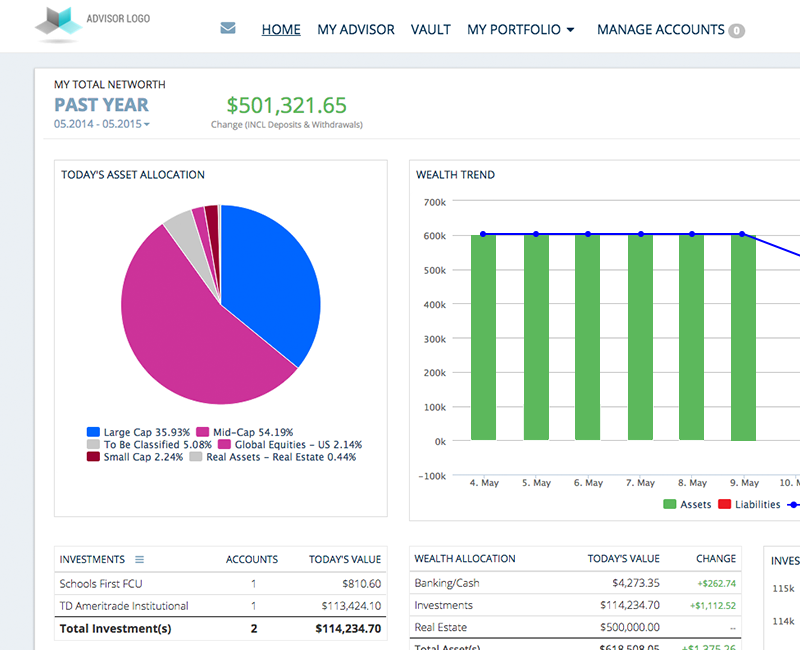 ADVISOR LOGO
HOME MY ADVISOR VAULT MY PORTFOLIO MANAGE ACCOUNTS 0
MY TOTAL NETWORTH
PAST YEAR
05.2014 - 05.2015
$501,321.65
Change (INCL Deposits & Withdrawals)
TODAY'S ASSET ALLOCATION
Large Cap 35.93% Mid-Cap 54.19%
To Be Classified 5.08% Global Equities - US 2.14%
Small Cap 2.24% Real Assets - Real Estate 0.44%
WEALTH TREND
700k
600k
500k
400k
300k
200k
100k
0k
-100k
4. May 5. May 6. May 7. May 8. May 9. May 10. M
Assets Liabilities
INVESTMENTS ACCOUNTS TODAY'S VALUE
Schools First FCU 1 $810.60
TD Ameritrade Institutional 1 $113,424.10
Total Investment(s) 2 $114,234.70
WEALTH ALLOCATION TODAY'S VALUE CHANGE
Banking/Cash $4,273.35 +$262.74
Investments $114,234.70 +$1,112.52
Real Estate $500,000.00 --
Total Asset(s) $618,508.05 +$1,375.26
INVES
115k
114k